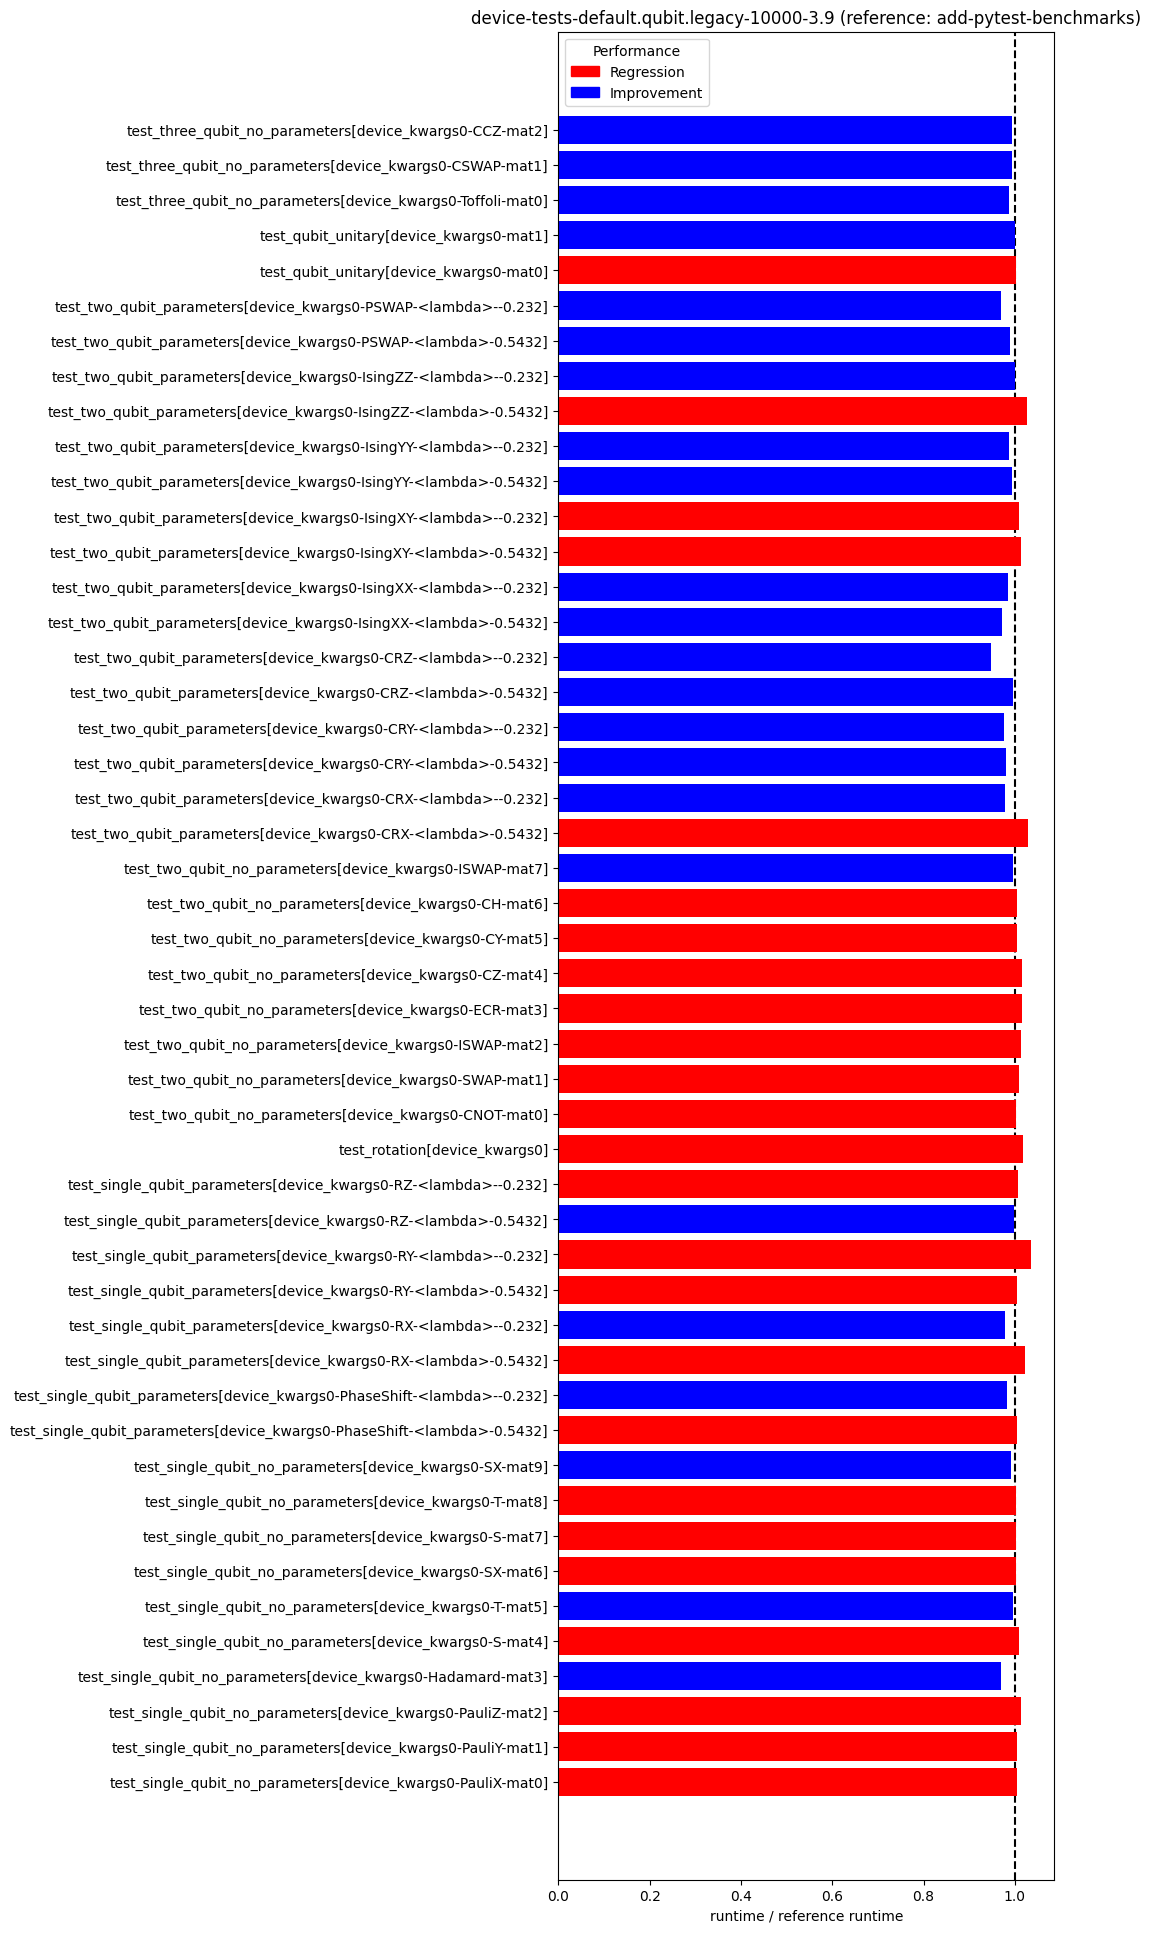 device-tests-default.qubit.legacy-10000-3.9 (reference: add-pytest-benchmarks)
Performance
Regression
Improvement
test_three_qubit_no_parameters[device_kwargs0-CCZ-mat2]
test_three_qubit_no_parameters[device_kwargs0-CSWAP-mat1]
test_three_qubit_no_parameters[device_kwargs0-Toffoli-mat0]
test_qubit_unitary[device_kwargs0-mat1]
test_qubit_unitary[device_kwargs0-mat0]
test_two_qubit_parameters[device_kwargs0-PSWAP-<lambda>--0.232]
test_two_qubit_parameters[device_kwargs0-PSWAP-<lambda>-0.5432]
test_two_qubit_parameters[device_kwargs0-IsingZZ-<lambda>--0.232]
test_two_qubit_parameters[device_kwargs0-IsingZZ-<lambda>-0.5432]
test_two_qubit_parameters[device_kwargs0-IsingYY-<lambda>--0.232]
test_two_qubit_parameters[device_kwargs0-IsingYY-<lambda>-0.5432]
test_two_qubit_parameters[device_kwargs0-IsingXY-<lambda>--0.232]
test_two_qubit_parameters[device_kwargs0-IsingXY-<lambda>-0.5432]
test_two_qubit_parameters[device_kwargs0-IsingXX-<lambda>--0.232]
test_two_qubit_parameters[device_kwargs0-IsingXX-<lambda>-0.5432]
test_two_qubit_parameters[device_kwargs0-CRZ-<lambda>--0.232]
test_two_qubit_parameters[device_kwargs0-CRZ-<lambda>-0.5432]
test_two_qubit_parameters[device_kwargs0-CRY-<lambda>--0.232]
test_two_qubit_parameters[device_kwargs0-CRY-<lambda>-0.5432]
test_two_qubit_parameters[device_kwargs0-CRX-<lambda>--0.232]
test_two_qubit_parameters[device_kwargs0-CRX-<lambda>-0.5432]
test_two_qubit_no_parameters[device_kwargs0-ISWAP-mat7]
test_two_qubit_no_parameters[device_kwargs0-CH-mat6]
test_two_qubit_no_parameters[device_kwargs0-CY-mat5]
test_two_qubit_no_parameters[device_kwargs0-CZ-mat4]
test_two_qubit_no_parameters[device_kwargs0-ECR-mat3]
test_two_qubit_no_parameters[device_kwargs0-ISWAP-mat2]
test_two_qubit_no_parameters[device_kwargs0-SWAP-mat1]
test_two_qubit_no_parameters[device_kwargs0-CNOT-mat0]
test_rotation[device_kwargs0]
test_single_qubit_parameters[device_kwargs0-RZ-<lambda>--0.232]
test_single_qubit_parameters[device_kwargs0-RZ-<lambda>-0.5432]
test_single_qubit_parameters[device_kwargs0-RY-<lambda>--0.232]
test_single_qubit_parameters[device_kwargs0-RY-<lambda>-0.5432]
test_single_qubit_parameters[device_kwargs0-RX-<lambda>--0.232]
test_single_qubit_parameters[device_kwargs0-RX-<lambda>-0.5432]
test_single_qubit_parameters[device_kwargs0-PhaseShift-<lambda>--0.232]
test_single_qubit_parameters[device_kwargs0-PhaseShift-<lambda>-0.5432]
test_single_qubit_no_parameters[device_kwargs0-SX-mat9]
test_single_qubit_no_parameters[device_kwargs0-T-mat8]
test_single_qubit_no_parameters[device_kwargs0-S-mat7]
test_single_qubit_no_parameters[device_kwargs0-SX-mat6]
test_single_qubit_no_parameters[device_kwargs0-T-mat5]
test_single_qubit_no_parameters[device_kwargs0-S-mat4]
test_single_qubit_no_parameters[device_kwargs0-Hadamard-mat3]
test_single_qubit_no_parameters[device_kwargs0-PauliZ-mat2]
test_single_qubit_no_parameters[device_kwargs0-PauliY-mat1]
test_single_qubit_no_parameters[device_kwargs0-PauliX-mat0]
0.0 0.2 0.4 0.6 0.8 1.0
runtime / reference runtime